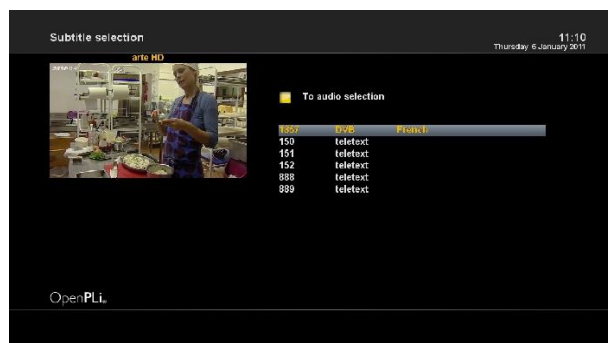 Subtitle selection
11:10
Thursday 6 January 2011
arte HD
To audio selection
1357 DVB French
150 teletext
151 teletext
152 teletext
888 teletext
889 teletext
OpenPLi®